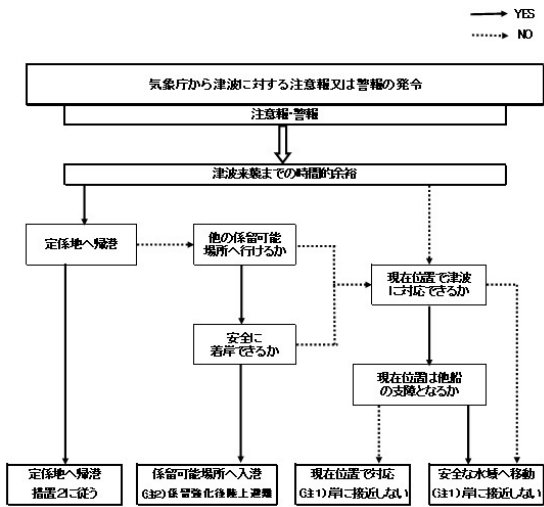 YES
NO
気象庁から津波に対する注意報又は警報の発令
注意報・警報
津波来襲までの時間的余裕
定係地へ帰港
他の係留可能
場所へ行けるか
現在位置で津波
に対応できるか
安全に
着岸できるか
現在位置は他船
の支障となるか
定係地へ帰港
措置2に従う
係留可能場所へ入港
(注2)係留強化後陸上避難
現在位置で対応
(注1)岸に接近しない
安全な水域へ移動
(注1)岸に接近しない